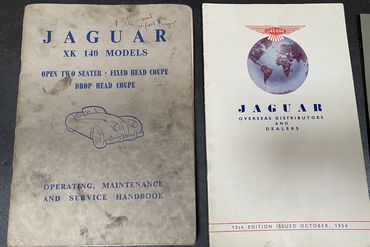 JAGUAR
XK 140 MODELS
OPEN TWO SEATER · FIXED HEAD COUPE
DROP HEAD COUPE
OPERATING, MAINTENANCE
AND SERVICE HANDBOOK
JAGUAR
JAGUAR
OVERSEAS DISTRIBUTORS
AND
DEALERS
13th EDITION ISSUED OCTOBER, 1954